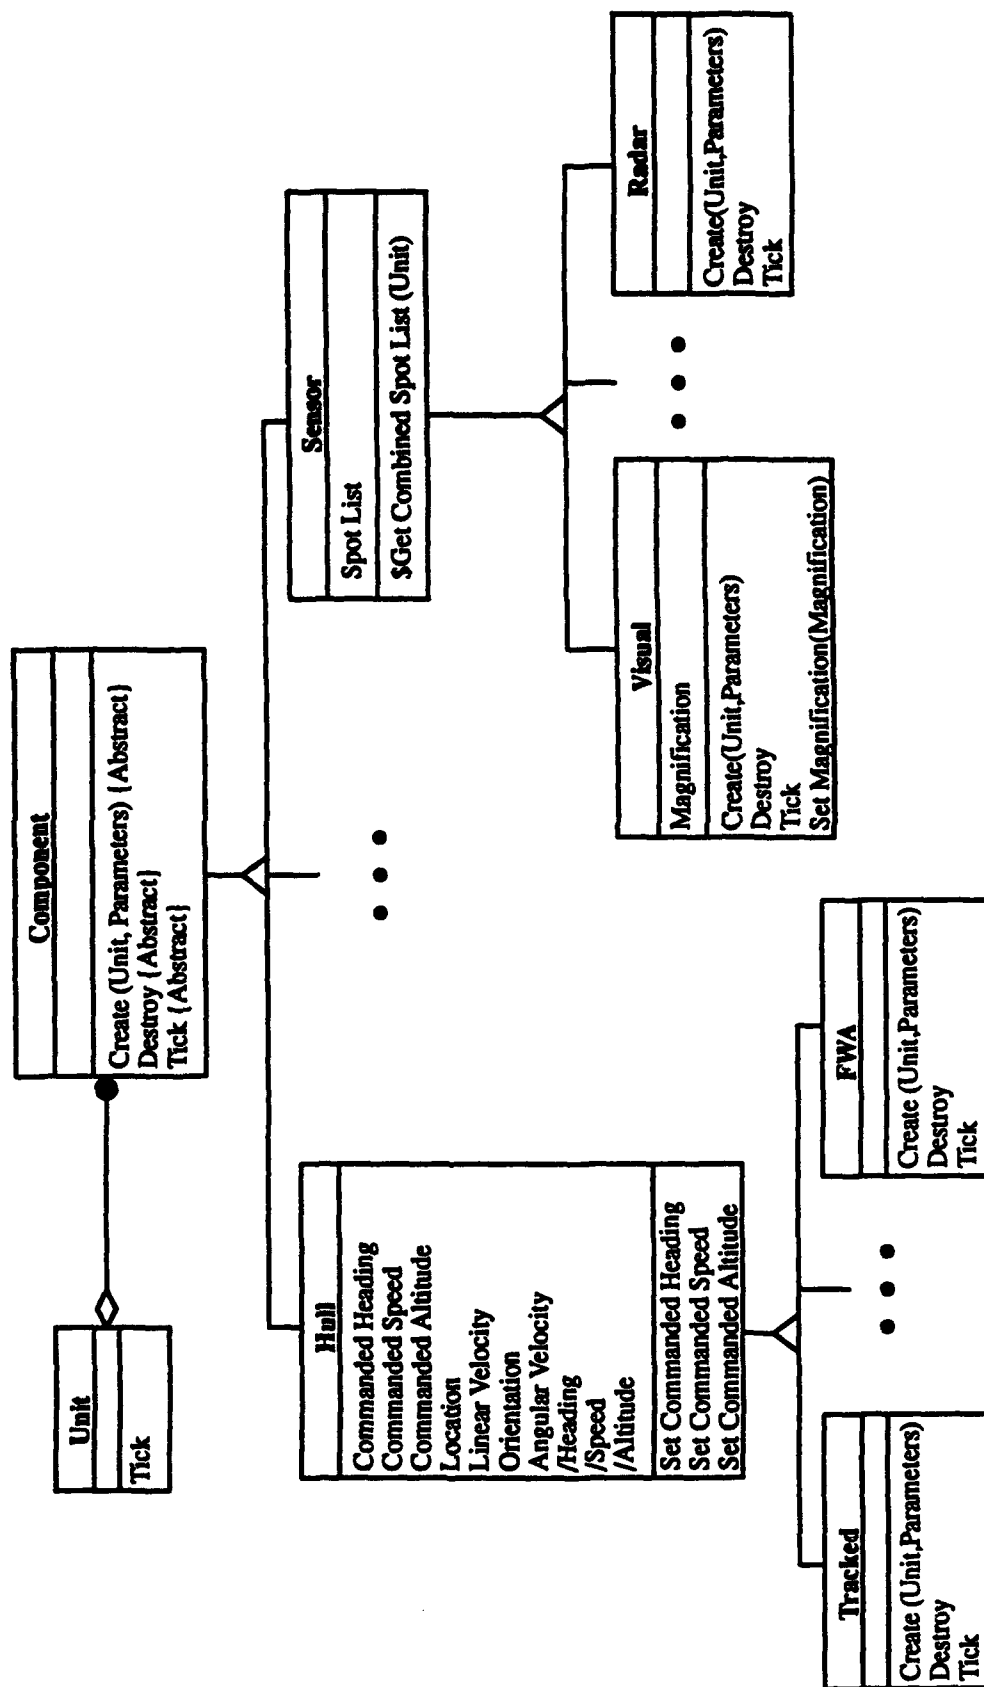 Unit
Tick
Component
Create (Unit, Parameters) {Abstract}
Destroy {Abstract}
Tick {Abstract}
Hull
Commanded Heading
Commanded Speed
Commanded Altitude
Location
Linear Velocity
Orientation
Angular Velocity
/Heading
/Speed
/Altitude
Set Commanded Heading
Set Commanded Speed
Set Commanded Altitude
Sensor
Spot List
$Get Combined Spot List (Unit)
Tracked
Create (Unit,Parameters)
Destroy
Tick
FWA
Create (Unit,Parameters)
Destroy
Tick
Visual
Magnification
Create(Unit,Parameters)
Destroy
Tick
Set Magnification(Magnification)
Radar
Create(Unit,Parameters)
Destroy
Tick